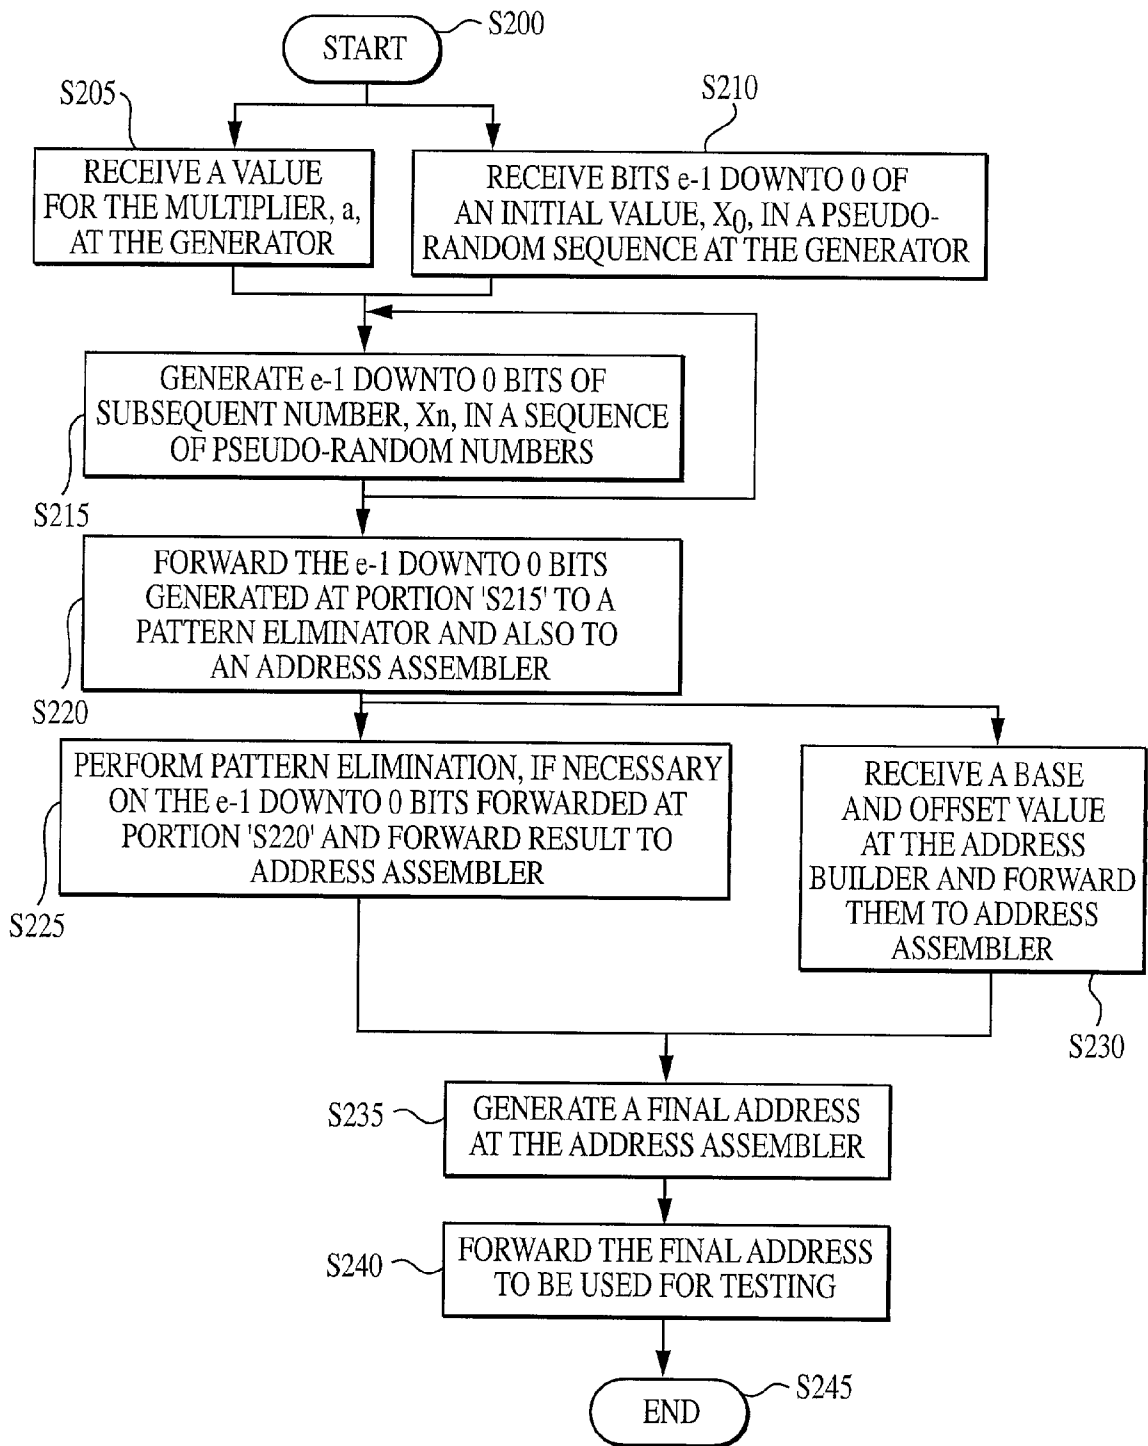 START
S200
S205
S210
RECEIVE A VALUE
FOR THE MULTIPLIER, a,
AT THE GENERATOR
RECEIVE BITS e-1 DOWNTO 0 OF
AN INITIAL VALUE, X0, IN A PSEUDO-
RANDOM SEQUENCE AT THE GENERATOR
GENERATE e-1 DOWNTO 0 BITS OF
SUBSEQUENT NUMBER, Xn, IN A SEQUENCE
OF PSEUDO-RANDOM NUMBERS
S215
FORWARD THE e-1 DOWNTO 0 BITS
GENERATED AT PORTION 'S215' TO A
PATTERN ELIMINATOR AND ALSO TO
AN ADDRESS ASSEMBLER
S220
PERFORM PATTERN ELIMINATION, IF NECESSARY
ON THE e-1 DOWNTO 0 BITS FORWARDED AT
PORTION 'S220' AND FORWARD RESULT TO
ADDRESS ASSEMBLER
S225
RECEIVE A BASE
AND OFFSET VALUE
AT THE ADDRESS
BUILDER AND FORWARD
THEM TO ADDRESS
ASSEMBLER
S230
S235
GENERATE A FINAL ADDRESS
AT THE ADDRESS ASSEMBLER
S240
FORWARD THE FINAL ADDRESS
TO BE USED FOR TESTING
S245
END